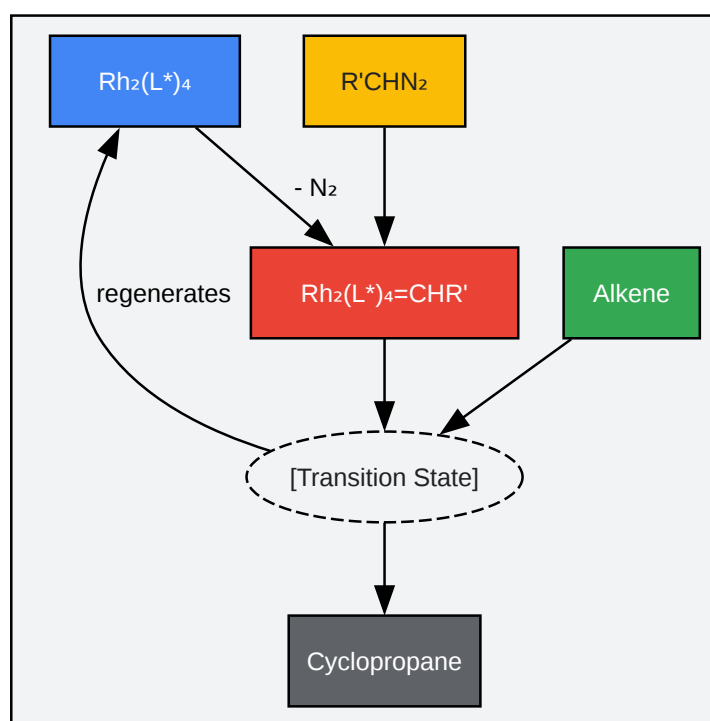 Rh₂(L*)₄
R'CHN₂
- N₂
Rh₂(L*)₄=CHR'
Alkene
regenerates
[Transition State]
Cyclopropane